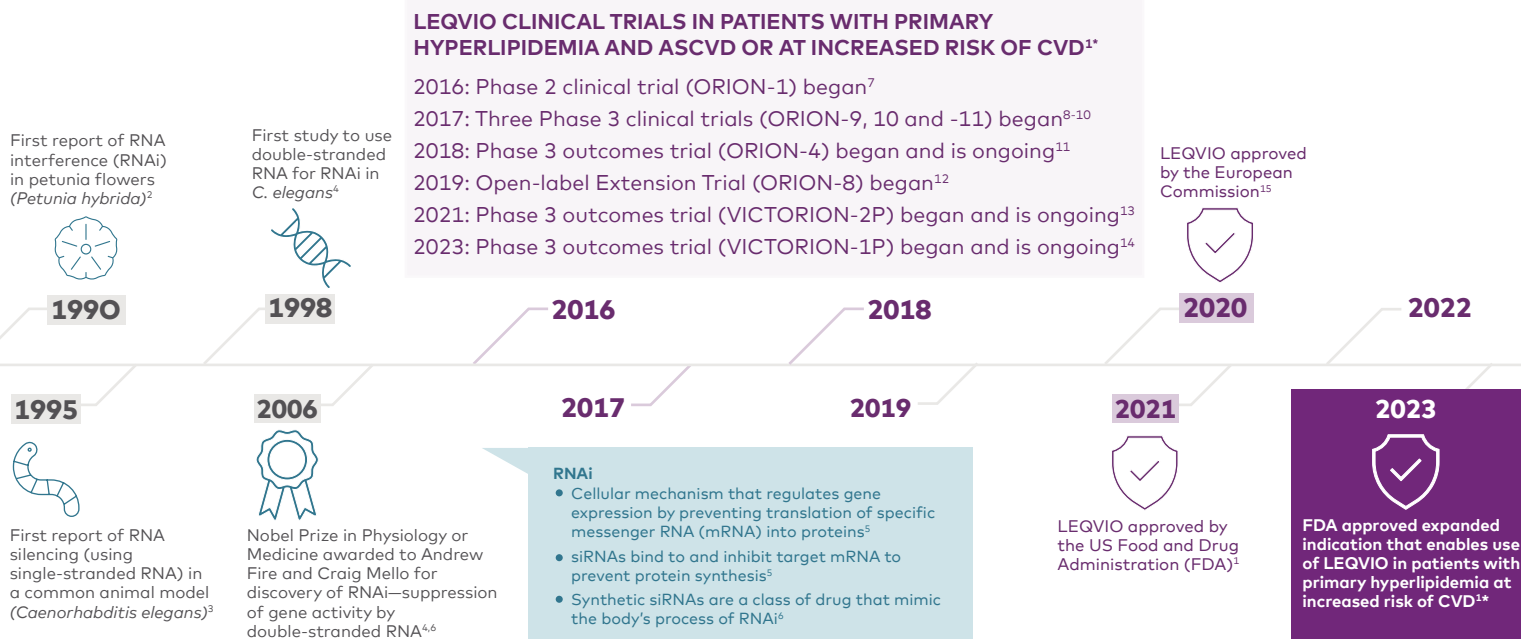 LEQVIO CLINICAL TRIALS IN PATIENTS WITH PRIMARY
HYPERLIPIDEMIA AND ASCVD OR AT INCREASED RISK OF CVD1*
2016: Phase 2 clinical trial (ORION-1) began7
2017: Three Phase 3 clinical trials (ORION-9, 10 and -11) began8-10
2018: Phase 3 outcomes trial (ORION-4) began and is ongoing11
2019: Open-label Extension Trial (ORION-8) began12
2021: Phase 3 outcomes trial (VICTORION-2P) began and is ongoing13
2023: Phase 3 outcomes trial (VICTORION-1P) began and is ongoing14
First report of RNA
interference (RNAi)
in petunia flowers
(Petunia hybrida)2
1990
First study to use
double-stranded
RNA for RNAi in
C. elegans4
1998
2016
2018
LEQVIO approved
by the European
Commission15
2020
2022
1995
First report of RNA
silencing (using
single-stranded RNA) in
a common animal model
(Caenorhabditis elegans)3
2006
Nobel Prize in Physiology or
Medicine awarded to Andrew
Fire and Craig Mello for
discovery of RNAi—suppression
of gene activity by
double-stranded RNA4,6
2017
2019
RNAi
• Cellular mechanism that regulates gene
expression by preventing translation of specific
messenger RNA (mRNA) into proteins5
• siRNAs bind to and inhibit target mRNA to
prevent protein synthesis5
• Synthetic siRNAs are a class of drug that mimic
the body's process of RNAi6
2021
LEQVIO approved by
the US Food and Drug
Administration (FDA)1
2023
FDA approved expanded
indication that enables use
of LEQVIO in patients with
primary hyperlipidemia at
increased risk of CVD1*